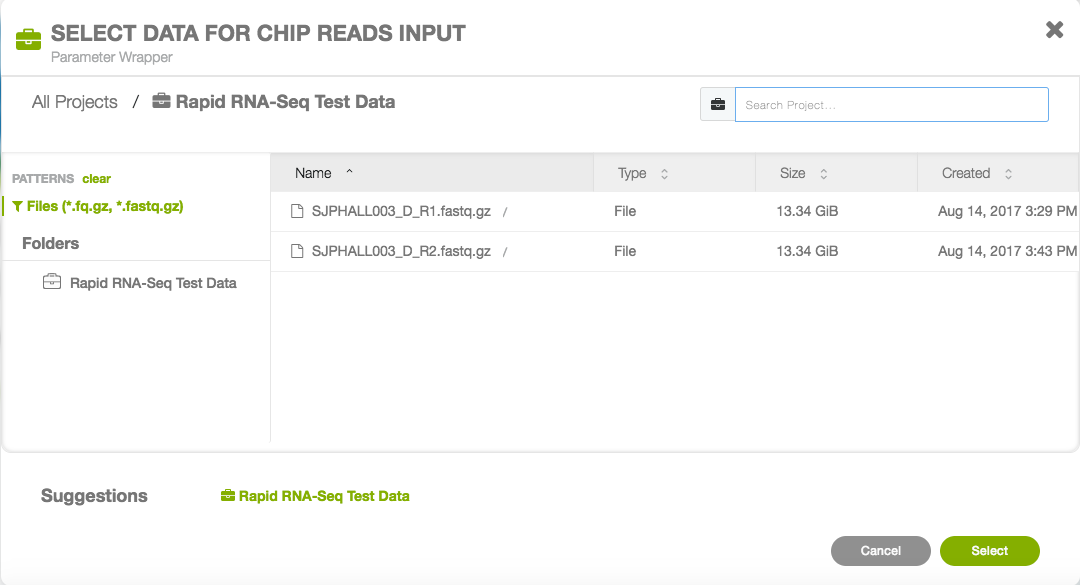 SELECT DATA FOR CHIP READS INPUT
Parameter Wrapper
All Projects / Rapid RNA-Seq Test Data
Search Project...
PATTERNS clear
Files (*.fq.gz, *.fastq.gz)
Folders
Rapid RNA-Seq Test Data
Name Type Size Created
SJPHALL003_D_R1.fastq.gz / File 13.34 GiB Aug 14, 2017 3:29 PM
SJPHALL003_D_R2.fastq.gz / File 13.34 GiB Aug 14, 2017 3:43 PM
Suggestions Rapid RNA-Seq Test Data
Cancel Select